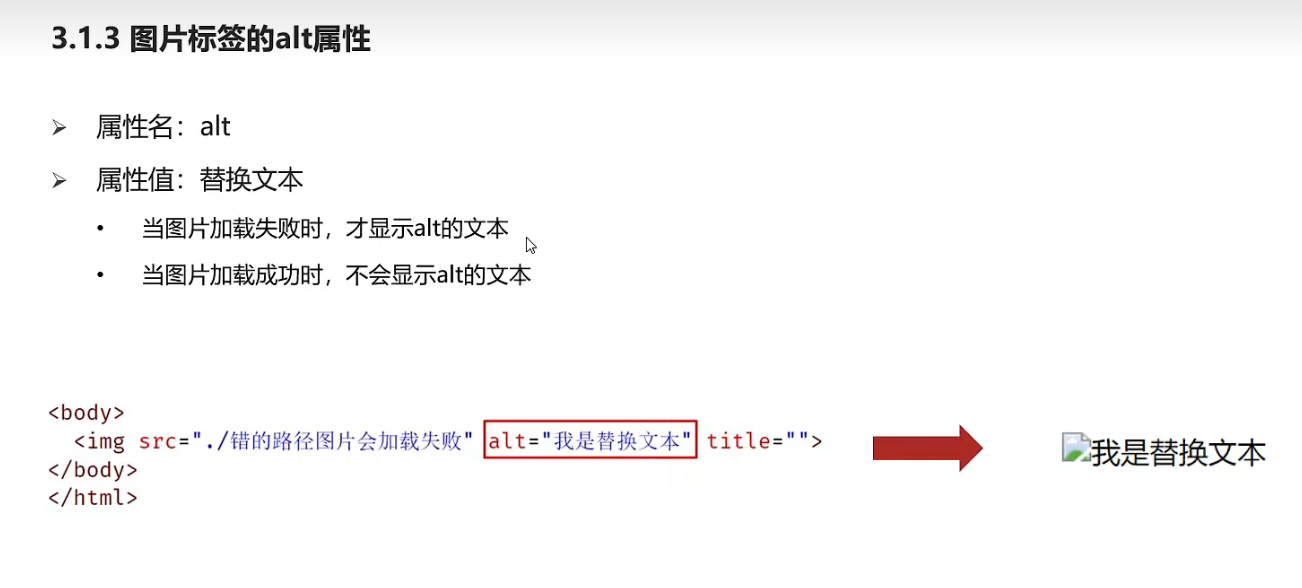 3.1.3 图片标签的alt属性
属性名：alt
属性值：替换文本
当图片加载失败时，才显示alt的文本
当图片加载成功时，不会显示alt的文本
<body>
<img src="./错的路径图片会加载失败" alt="我是替换文本" title="">
</body>
</html>
我是替换文本